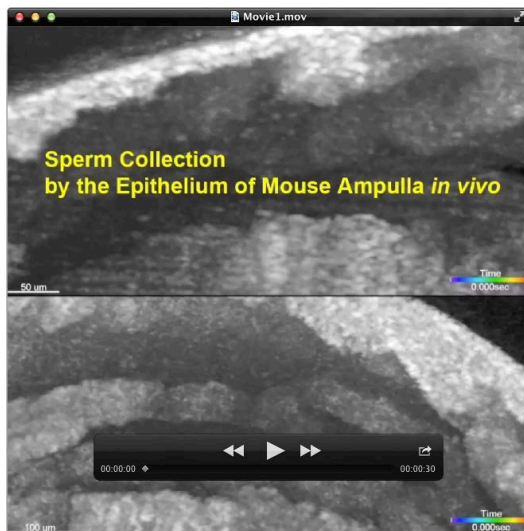 Movie1.mov
Sperm Collection
by the Epithelium of Mouse Ampulla in vivo
Time
50 um
0.000sec
00:00:00
00:00:30
Time
100 um
0.000sec